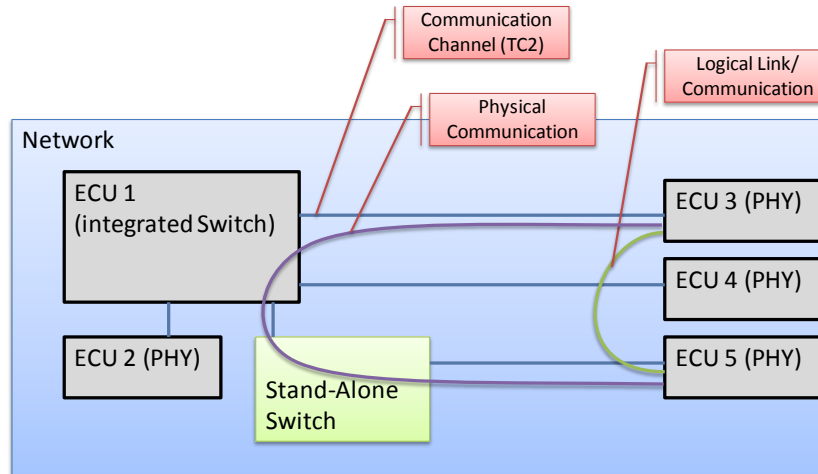 Communication
Channel (TC2)
Logical Link/
Communication
Physical
Communication
Network
ECU 1
(integrated Switch)
ECU 3 (PHY)
ECU 4 (PHY)
ECU 2 (PHY)
ECU 5 (PHY)
Stand-Alone
Switch